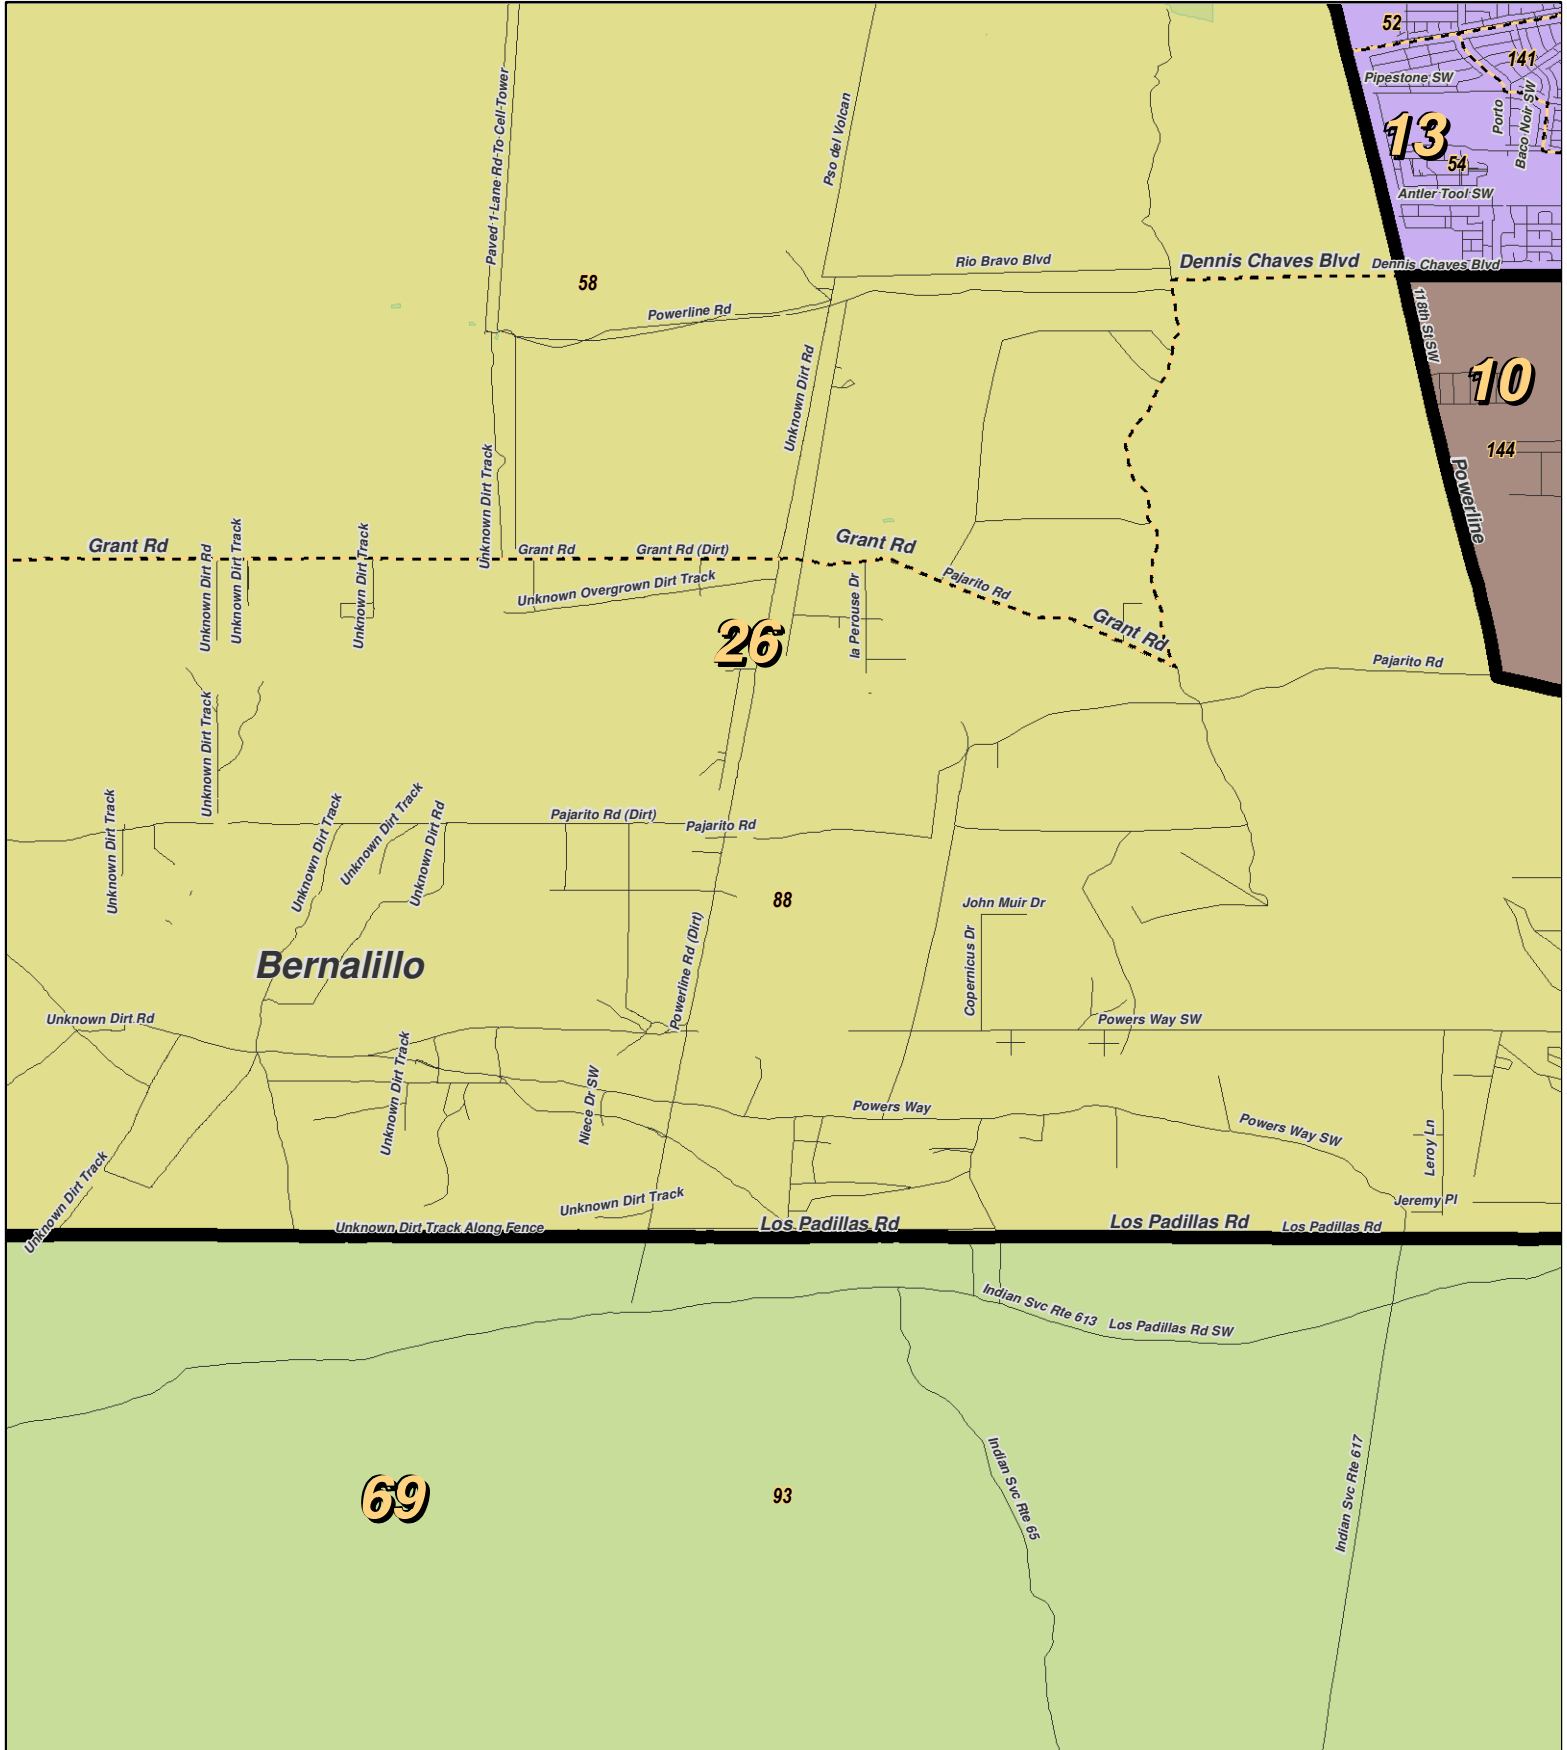 52
141
Pipestone SW
Porto
Baco Noir SW
13
54
Antler Tool SW
Paved 1-Lane Rd To Cell Tower
Pso del Volcan
Rio Bravo Blvd
Dennis Chaves Blvd
Dennis Chaves Blvd
58
Powerline Rd
118th St SW
10
Unknown Dirt Rd
144
Unknown Dirt Track
Powerline
Grant Rd
Unknown Dirt Rd
Unknown Dirt Track
Unknown Dirt Track
Grant Rd
Grant Rd (Dirt)
Grant Rd
Unknown Overgrown Dirt Track
Pajarito Rd
la Perouse Dr
Grant Rd
26
Pajarito Rd
Unknown Dirt Track
Unknown Dirt Track
Unknown Dirt Track
Unknown Dirt Track
Unknown Dirt Rd
Pajarito Rd (Dirt)
Pajarito Rd
88
John Muir Dr
Copernicus Dr
Powerline Rd (Dirt)
Bernalillo
Unknown Dirt Rd
Powers Way SW
Unknown Dirt Track
Niece Dr SW
Powers Way
Powers Way SW
Leroy Ln
Unknown Dirt Track
Unknown Dirt Track
Jeremy Pl
Unknown Dirt Track Along Fence
Los Padillas Rd
Los Padillas Rd
Los Padillas Rd
Indian Svc Rte 613
Los Padillas Rd SW
69
93
Indian Svc Rte 65
Indian Svc Rte 617